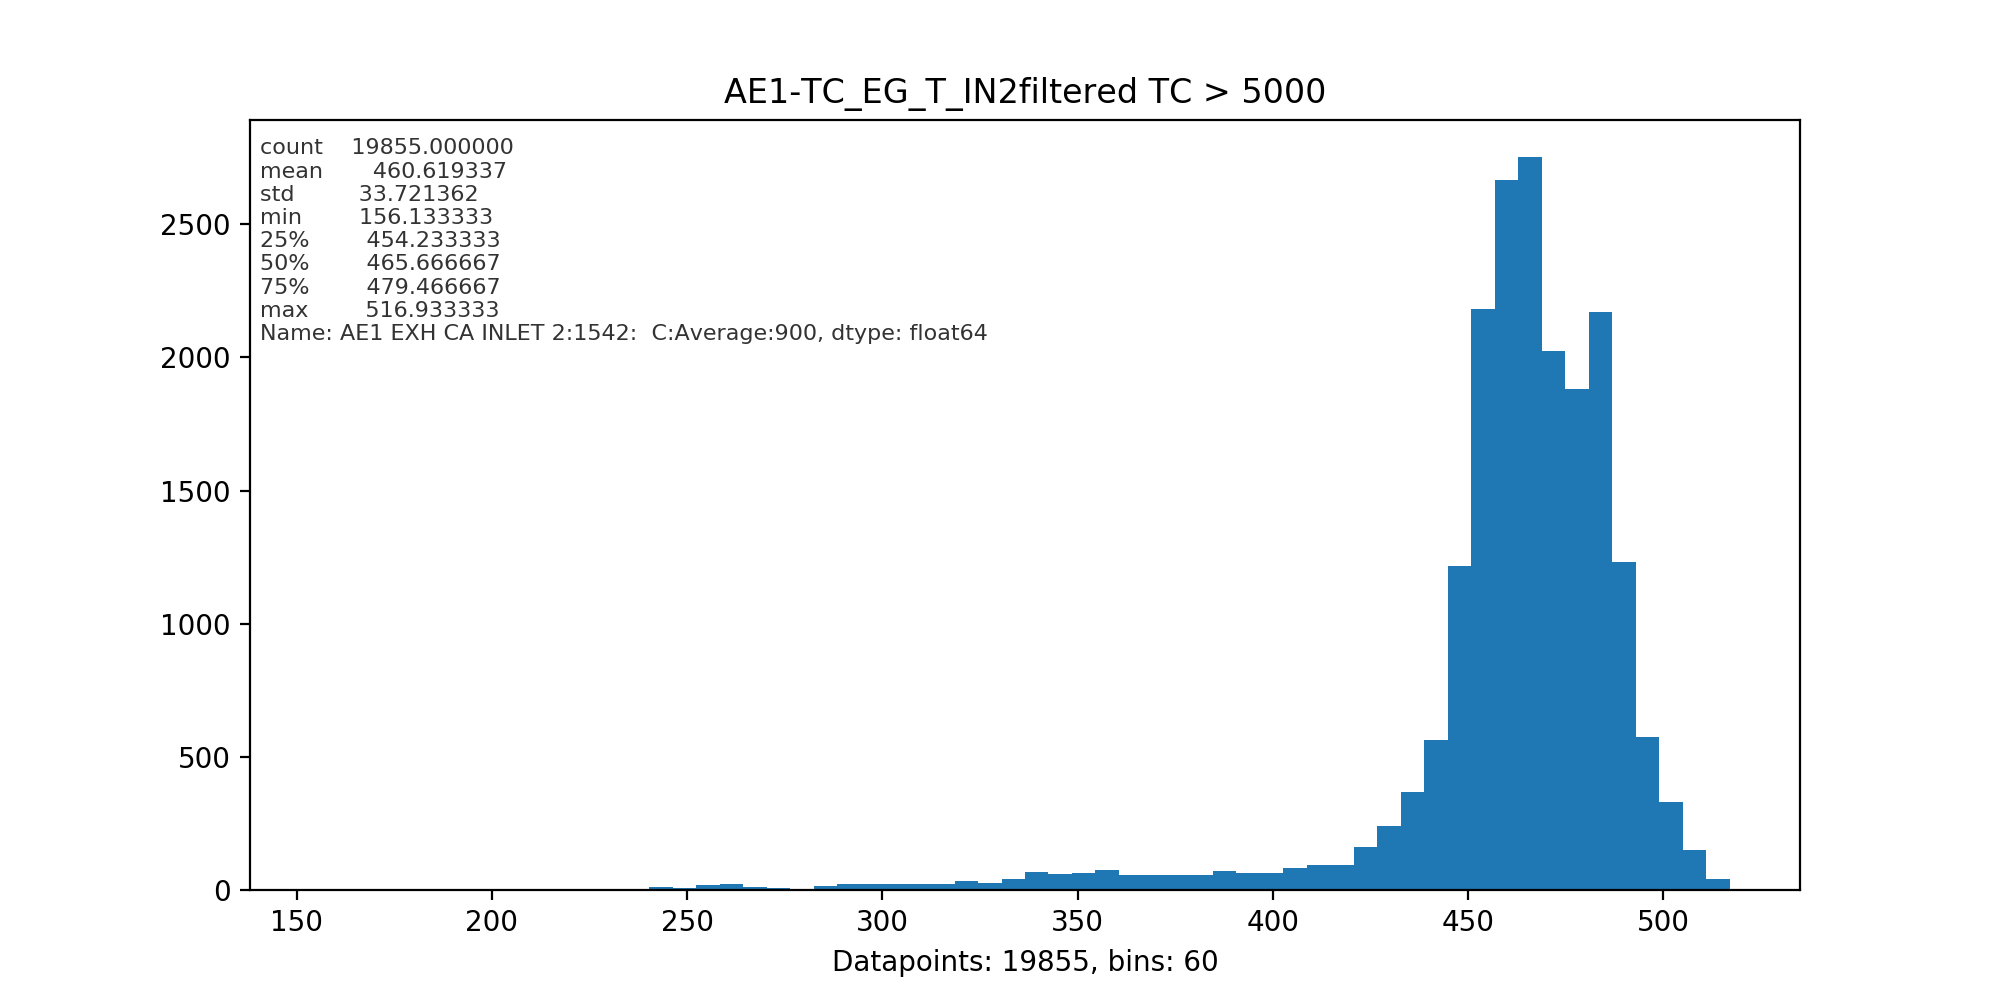 AE1-TC_EG_T_IN2filtered TC > 5000
count 19855.000000
mean 460.619337
std 33.721362
min 156.133333
25% 454.233333
50% 465.666667
75% 479.466667
max 516.933333
Name: AE1 EXH CA INLET 2:1542:  C:Average:900, dtype: float64
2500
2000
1500
1000
500
0
150 200 250 300 350 400 450 500
Datapoints: 19855, bins: 60